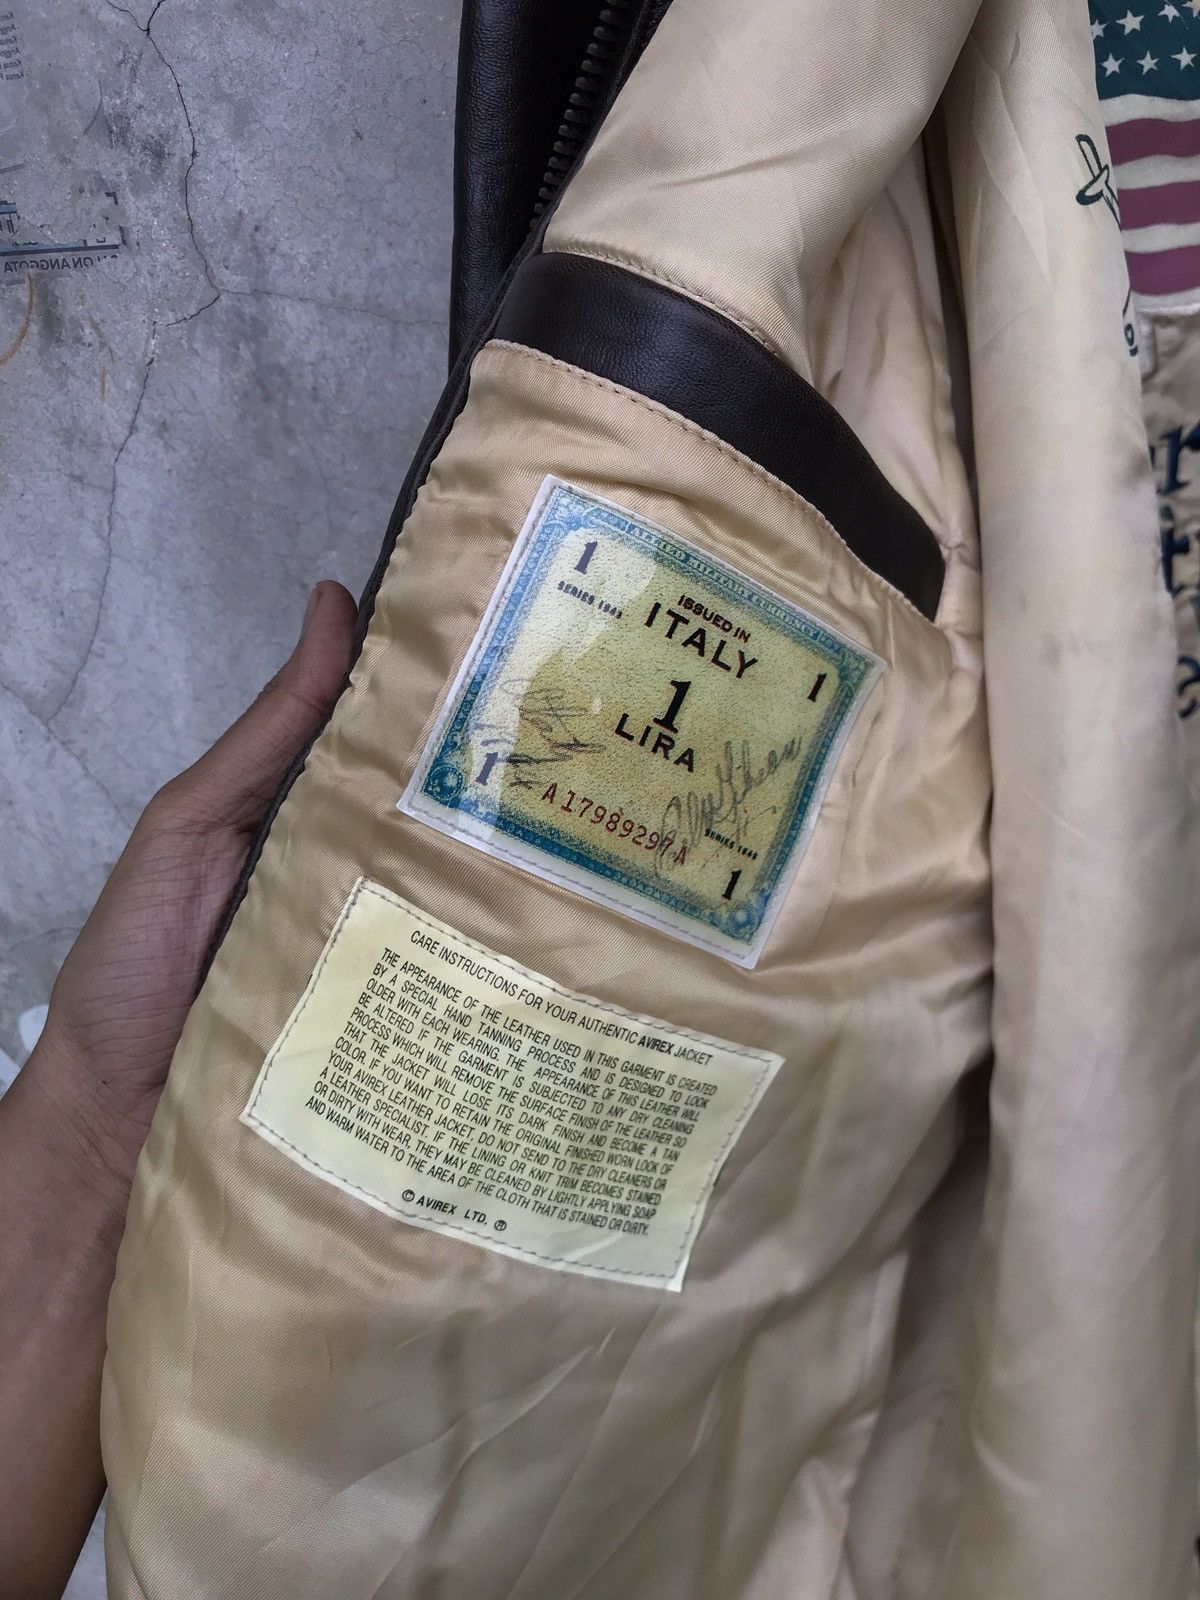 ALLIED MILITARY CURRENCY
1
SERIES 1943
ISSUED IN
ITALY
1
1
LIRA
1
A17989297A
SERIES 1943
1
CARE INSTRUCTIONS FOR YOUR AUTHENTIC AVIREX JACKET
THE APPEARANCE OF THE LEATHER USED IN THIS GARMENT IS CREATED
BY A SPECIAL HAND TANNING PROCESS AND IS DESIGNED TO LOOK
OLDER WITH EACH WEARING. THE APPEARANCE OF THIS LEATHER WILL
BE ALTERED IF THE GARMENT IS SUBJECTED TO ANY DRY CLEANING
PROCESS WHICH WILL REMOVE THE SURFACE FINISH OF THE LEATHER SO
THAT THE JACKET WILL LOSE ITS DARK FINISH AND BECOME A TAN
COLOR. IF YOU WANT TO RETAIN THE ORIGINAL FINISHED WORN LOOK OF
YOUR AVIREX LEATHER JACKET, DO NOT SEND TO THE DRY CLEANERS OR
A LEATHER SPECIALIST. IF THE LINING OR KNIT TRIM BECOMES STAINED
OR DIRTY WITH WEAR, THEY MAY BE CLEANED BY LIGHTLY APPLYING SOAP
AND WARM WATER TO THE AREA OF THE CLOTH THAT IS STAINED OR DIRTY.
© AVIREX LTD. ®